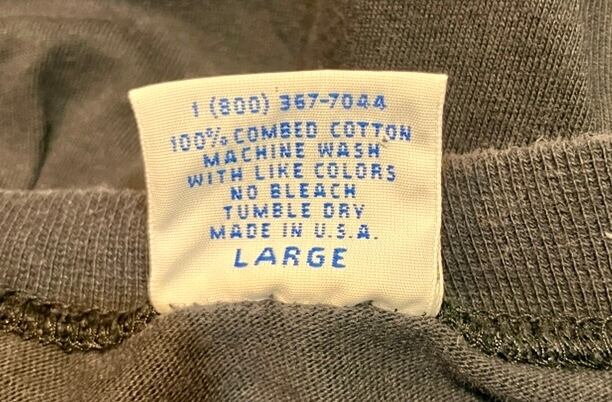 1 (800) 367-7044
100% COMBED COTTON
MACHINE WASH
WITH LIKE COLORS
NO BLEACH
TUMBLE DRY
MADE IN U.S.A.
LARGE